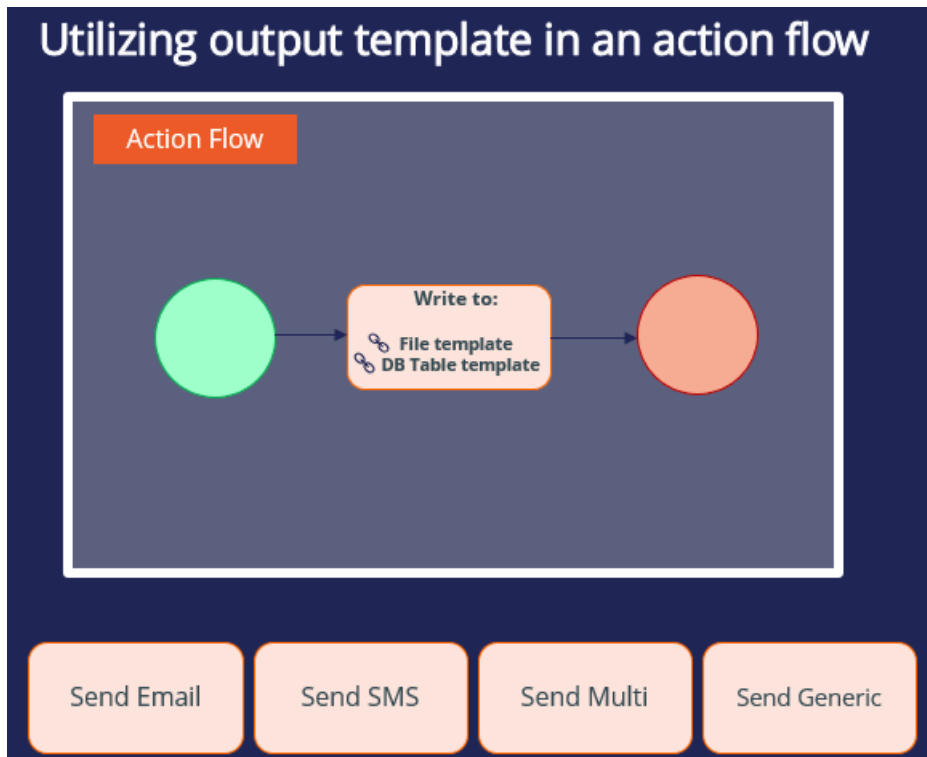 Utilizing output template in an action flow
Action Flow
Write to:
File template
DB Table template
Send Email
Send SMS
Send Multi
Send Generic